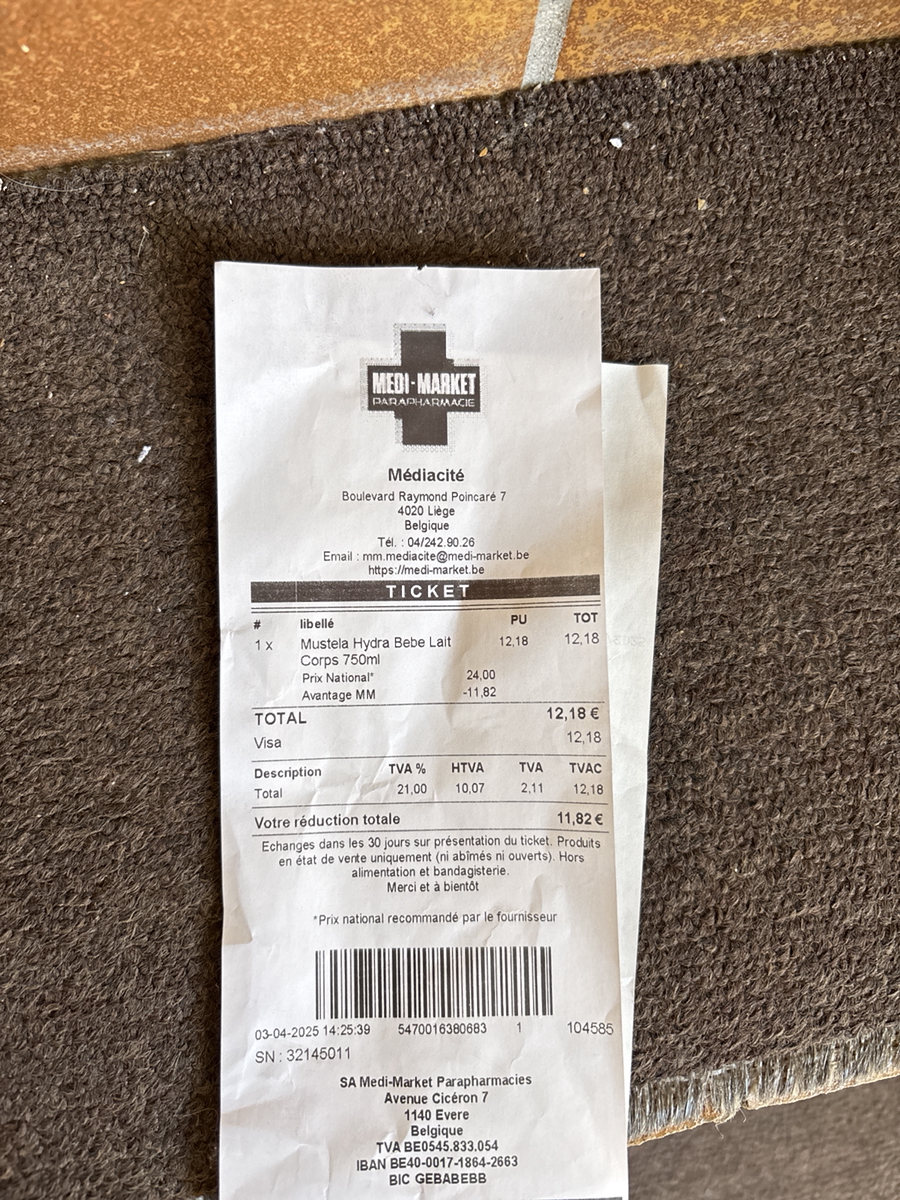 MEDI-MARKET
PARAPHARMACIE
Médiacité
Boulevard Raymond Poincaré 7
4020 Liège
Belgique
Tél. : 04/242.90.26
Email : mm.mediacite@medi-market.be
https://medi-market.be
TICKET
# libellé PU TOT
1 x Mustela Hydra Bebe Lait 12,18 12,18
Corps 750ml
Prix National* 24,00
Avantage MM -11,82
TOTAL 12,18 €
Visa 12,18
Description TVA % HTVA TVA TVAC
Total 21,00 10,07 2,11 12,18
Votre réduction totale 11,82 €
Echanges dans les 30 jours sur présentation du ticket. Produits
en état de vente uniquement (ni abîmés ni ouverts). Hors
alimentation et bandagisterie.
Merci et à bientôt
*Prix national recommandé par le fournisseur
03-04-2025 14:25:39 5470016380683 1 104585
SN : 32145011
SA Medi-Market Parapharmacies
Avenue Cicéron 7
1140 Evere
Belgique
TVA BE0545.833.054
IBAN BE40-0017-1864-2663
BIC GEBABEBB